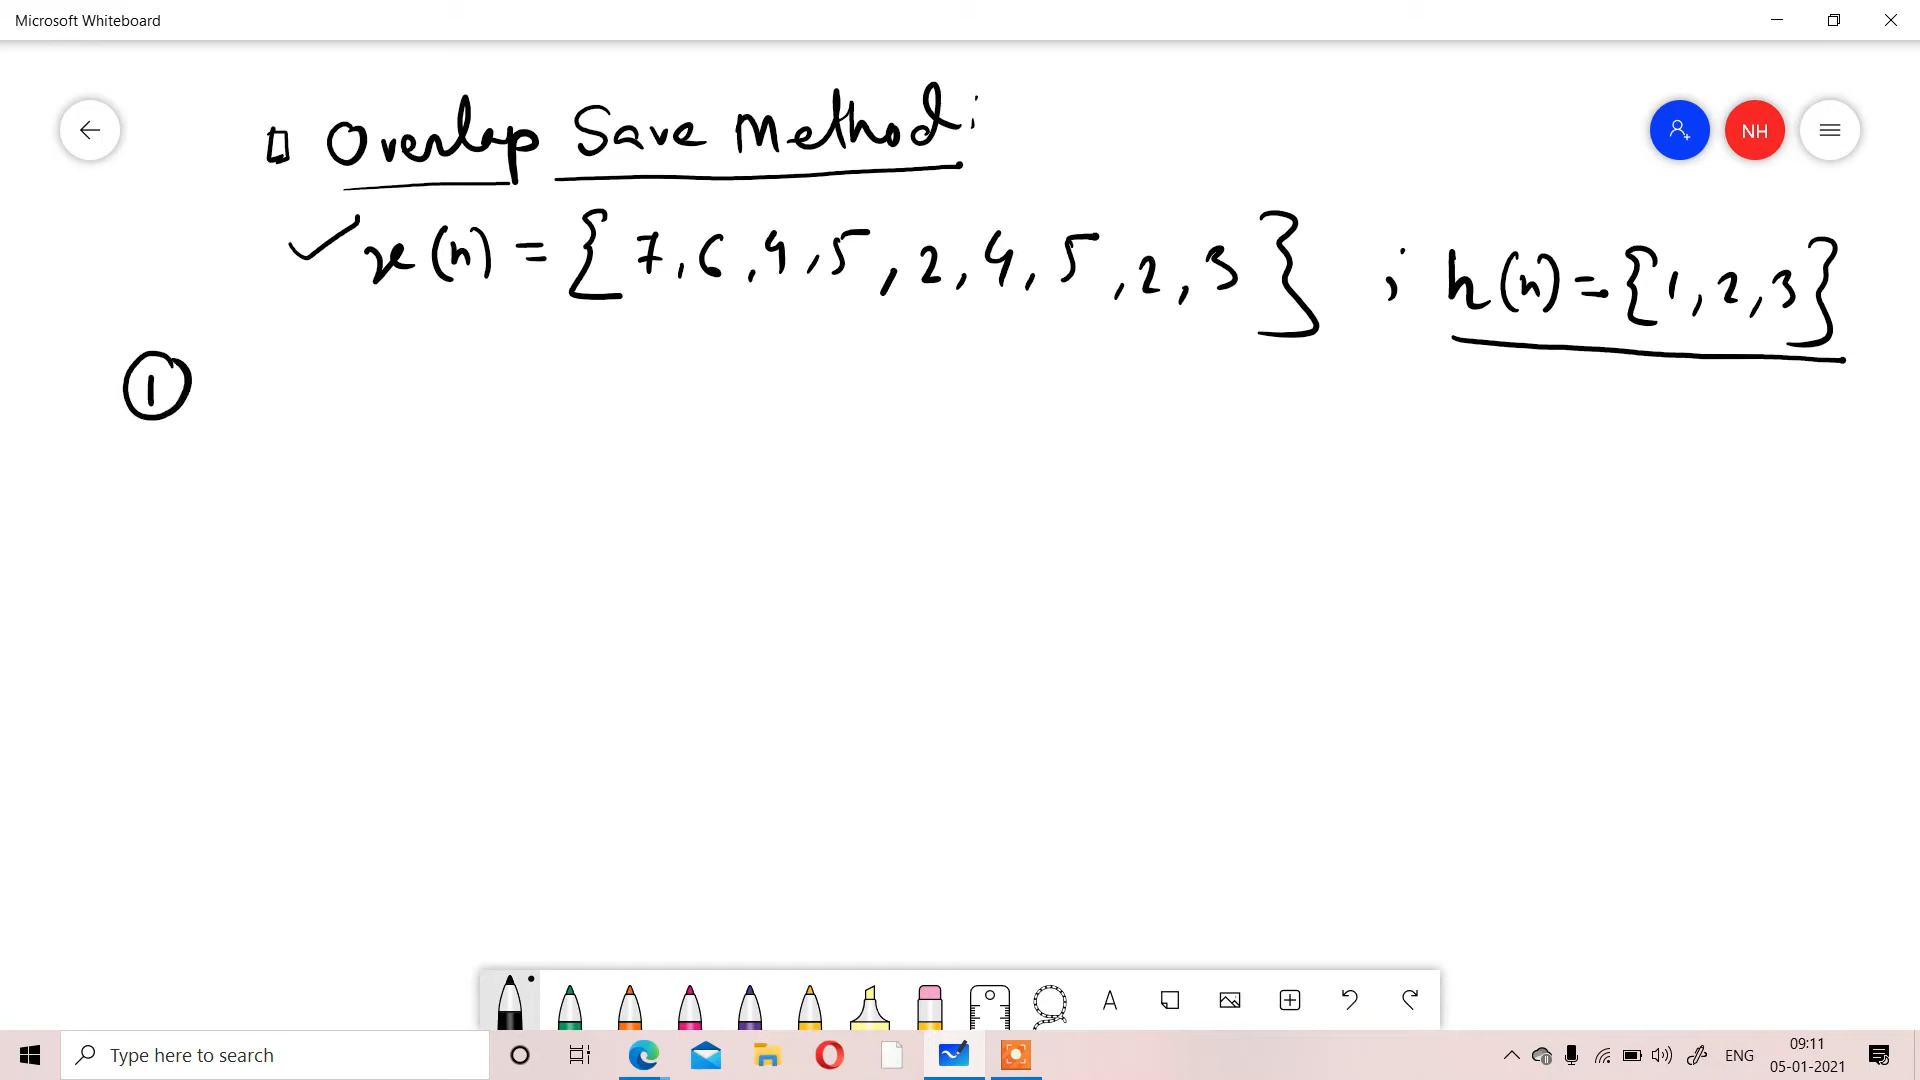 Microsoft Whiteboard
Overlap Save Method:
x(n) = {7,6,4,5,2,4,5,2,3} ; h(n)={1,2,3}
NH
①
A
Type here to search
ENG
09:11
05-01-2021